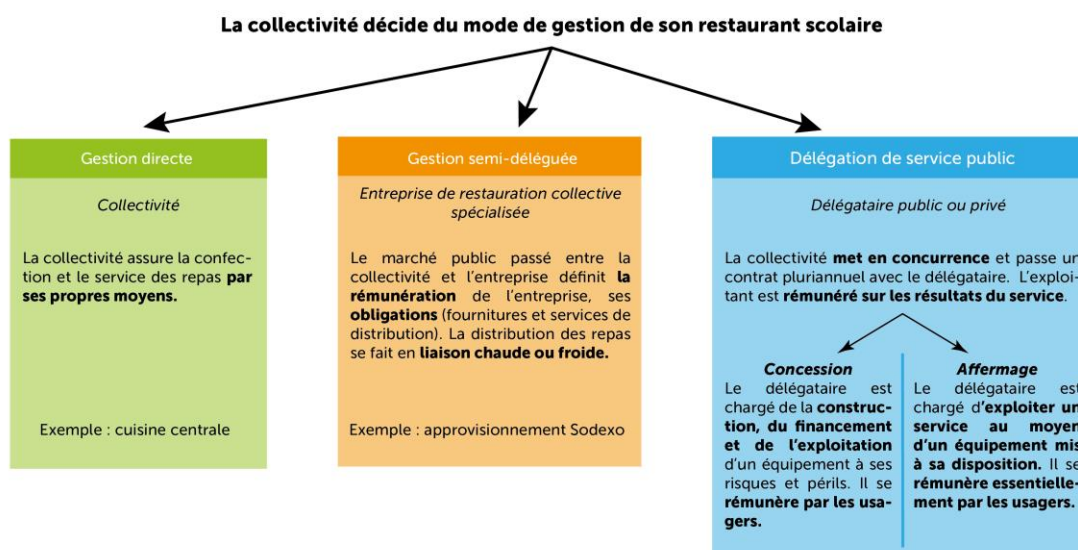 La collectivité décide du mode de gestion de son restaurant scolaire
Gestion directe
Collectivité
La collectivité assure la confec-
tion et le service des repas par
ses propres moyens.
Exemple : cuisine centrale
Gestion semi-déléguée
Entreprise de restauration collective
spécialisée
Le marché public passé entre la
collectivité et l’entreprise définit la
rémunération de l’entreprise, ses
obligations (fournitures et services de
distribution). La distribution des repas
se fait en liaison chaude ou froide.
Exemple : approvisionnement Sodexo
Délégation de service public
Délégataire public ou privé
La collectivité met en concurrence et passe un
contrat pluriannuel avec le délégataire. L’exploi-
tant est rémunéré sur les résultats du service.
Concession
Le délégataire est
chargé de la construc-
tion, du financement
et de l’exploitation
d’un équipement à ses
risques et périls. Il se
rémunère par les usa-
gers.
Affermage
Le délégataire est
chargé d’exploiter un
service au moyen
d’un équipement mis
à sa disposition. Il se
rémunère essentielle-
ment par les usagers.